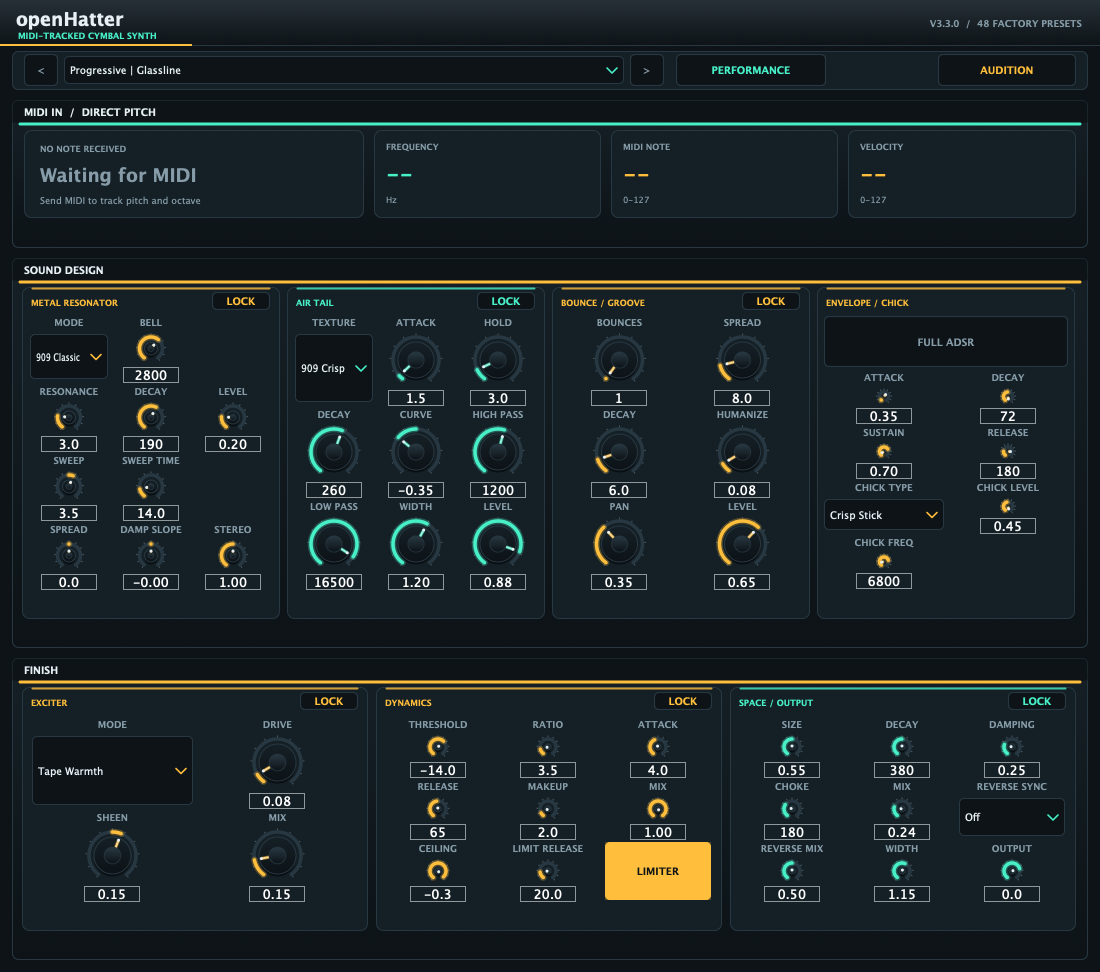 openHatter
MIDI-TRACKED CYMBAL SYNTH
V3.3.0 / 48 FACTORY PRESETS
<
Progressive | Glassline
>
PERFORMANCE
AUDITION
MIDI IN / DIRECT PITCH
NO NOTE RECEIVED
Waiting for MIDI
Send MIDI to track pitch and octave
FREQUENCY
--
Hz
MIDI NOTE
--
0-127
VELOCITY
--
0-127
SOUND DESIGN
METAL RESONATOR
LOCK
MODE
BELL
909 Classic
2800
RESONANCE
DECAY
LEVEL
3.0
190
0.20
SWEEP
SWEEP TIME
3.5
14.0
SPREAD
DAMP SLOPE
STEREO
0.0
-0.00
1.00
AIR TAIL
LOCK
TEXTURE
ATTACK
HOLD
909 Crisp
1.5
3.0
DECAY
CURVE
HIGH PASS
260
-0.35
1200
LOW PASS
WIDTH
LEVEL
16500
1.20
0.88
BOUNCE / GROOVE
LOCK
BOUNCES
SPREAD
1
8.0
DECAY
HUMANIZE
6.0
0.08
PAN
LEVEL
0.35
0.65
ENVELOPE / CHICK
FULL ADSR
ATTACK
DECAY
0.35
72
SUSTAIN
RELEASE
0.70
180
CHICK TYPE
CHICK LEVEL
Crisp Stick
0.45
CHICK FREQ
6800
FINISH
EXCITER
LOCK
MODE
DRIVE
Tape Warmth
0.08
SHEEN
MIX
0.15
0.15
DYNAMICS
LOCK
THRESHOLD
RATIO
ATTACK
-14.0
3.5
4.0
RELEASE
MAKEUP
MIX
65
2.0
1.00
CEILING
LIMIT RELEASE
LIMITER
-0.3
20.0
SPACE / OUTPUT
LOCK
SIZE
DECAY
DAMPING
0.55
380
0.25
CHOKE
MIX
REVERSE SYNC
180
0.24
Off
REVERSE MIX
WIDTH
OUTPUT
0.50
1.15
0.0